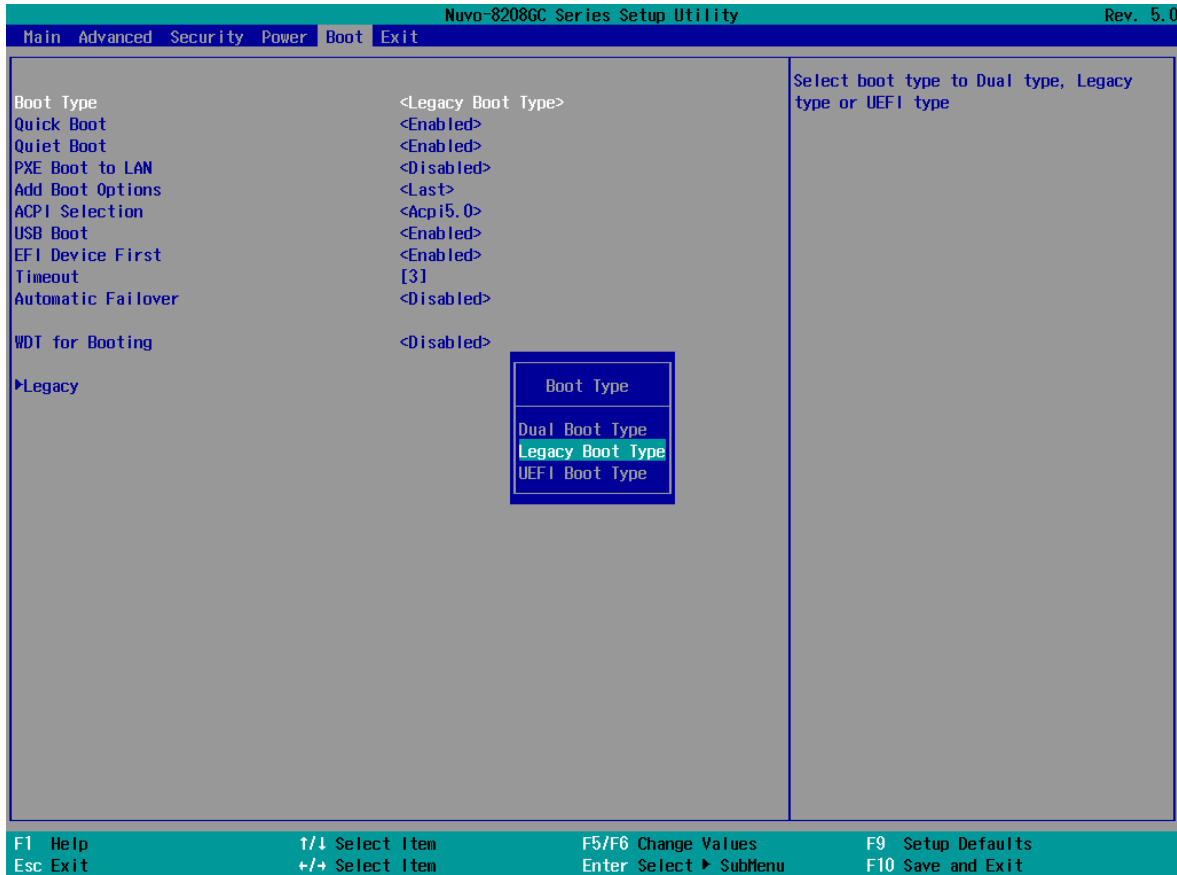 Nuvo-8208GC Series Setup Utility Rev. 5.0
Main Advanced Security Power Boot Exit
Select boot type to Dual type, Legacy
Boot Type <Legacy Boot Type> type or UEFI type
Quick Boot <Enabled>
Quiet Boot <Enabled>
PXE Boot to LAN <Disabled>
Add Boot Options <Last>
ACPI Selection <Acpi5.0>
USB Boot <Enabled>
EFI Device First <Enabled>
Timeout [3]
Automatic Failover <Disabled>
WDT for Booting <Disabled>
▶Legacy
Boot Type
Dual Boot Type
Legacy Boot Type
UEFI Boot Type
F1 Help ↑/↓ Select Item F5/F6 Change Values F9 Setup Defaults
Esc Exit ←/→ Select Item Enter Select ▶ SubMenu F10 Save and Exit